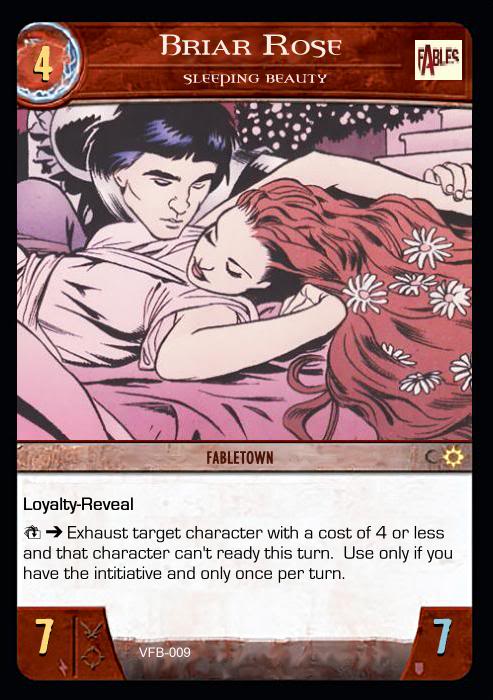 4
Briar Rose
FABLES
Sleeping Beauty
FABLETOWN
Loyalty-Reveal
➔ Exhaust target character with a cost of 4 or less
and that character can't ready this turn.  Use only if you
have the intitiative and only once per turn.
7
VFB-009
7